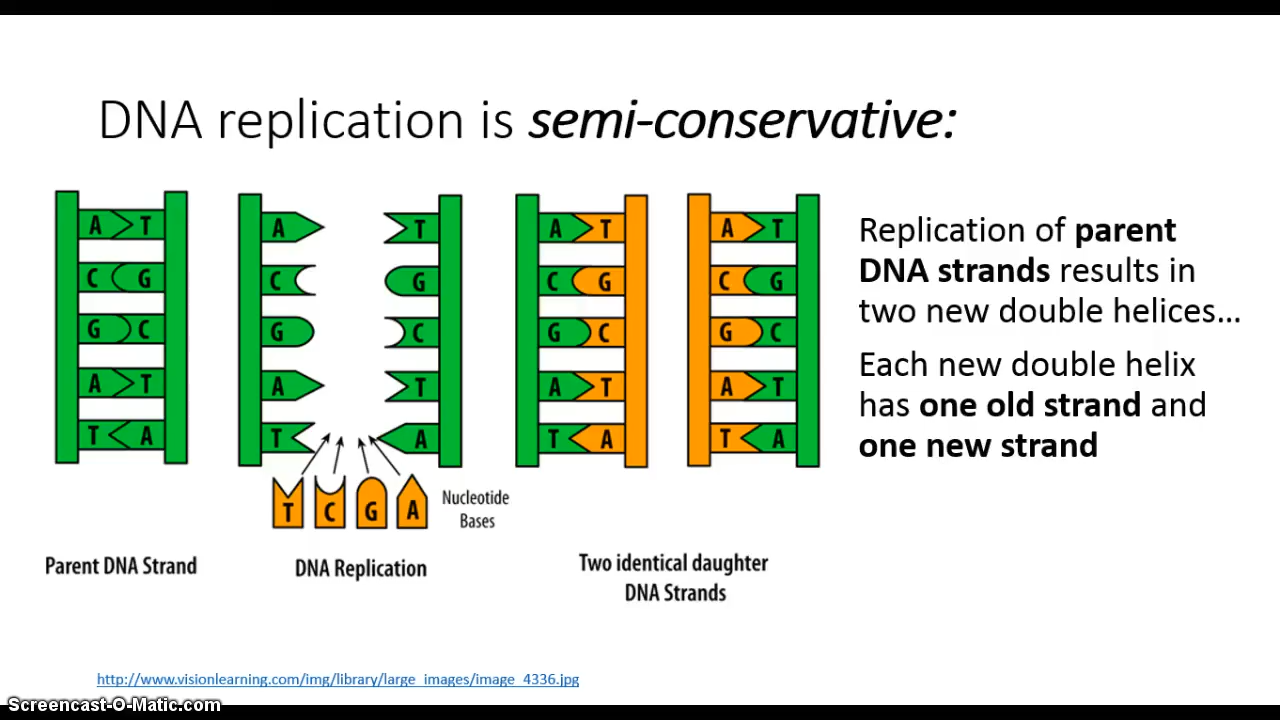 DNA replication is semi-conservative:
A T A T A T A T
C G C G C G C G
G C G C G C G C
A T A T A T A T
T A T A T A T A
Replication of parent
DNA strands results in
two new double helices...
Each new double helix
has one old strand and
one new strand
T C G A
Nucleotide
Bases
Parent DNA Strand
DNA Replication
Two identical daughter
DNA Strands
http://www.visionlearning.com/img/library/large_images/image_4336.jpg
Screencast-O-Matic.com